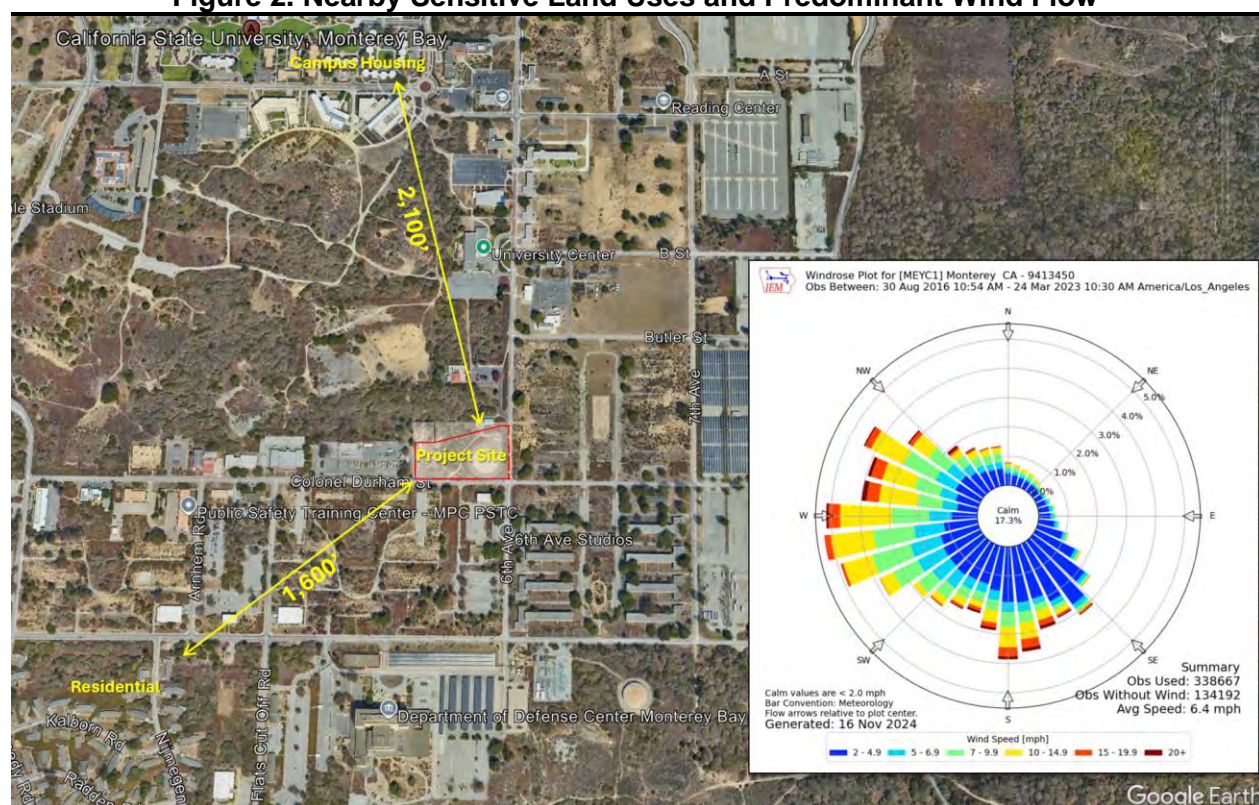 Figure 2. Nearby Sensitive Land Uses and Predominant Wind Flow
California State University, Monterey Bay
Campus Housing
A St
Reading Center
2,100'
Stadium
University Center
B St
Butler St
7th Ave
Project Site
Colonel Durham St
Public Safety Training Center - MPC PSTC
6th Ave
6th Ave Studios
Arnhem Rd
1,600'
Residential
Kalborn Rd
Nijmegen
Flats Cut Off Rd
Radden
Department of Defense Center Monterey Bay
Google Earth
IEM
Windrose Plot for [MEYC1] Monterey CA - 9413450
Obs Between: 30 Aug 2016 10:54 AM - 24 Mar 2023 10:30 AM America/Los_Angeles
N
NW
NE
5.0%
4.0%
3.0%
2.0%
1.0%
Calm
17.3%
W
E
SW
SE
S
Summary
Obs Used: 338667
Obs Without Wind: 134192
Avg Speed: 6.4 mph
Calm values are < 2.0 mph
Bar Convention: Meteorology
Flow arrows relative to plot center.
Generated: 16 Nov 2024
Wind Speed [mph]
2 - 4.9
5 - 6.9
7 - 9.9
10 - 14.9
15 - 19.9
20+